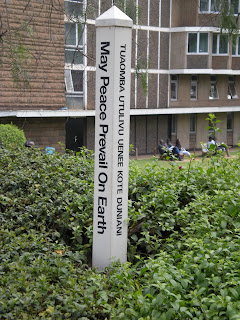 May Peace Prevail On Earth
TUAOMBA UTULIVU UENEE KOTE DUNIANI